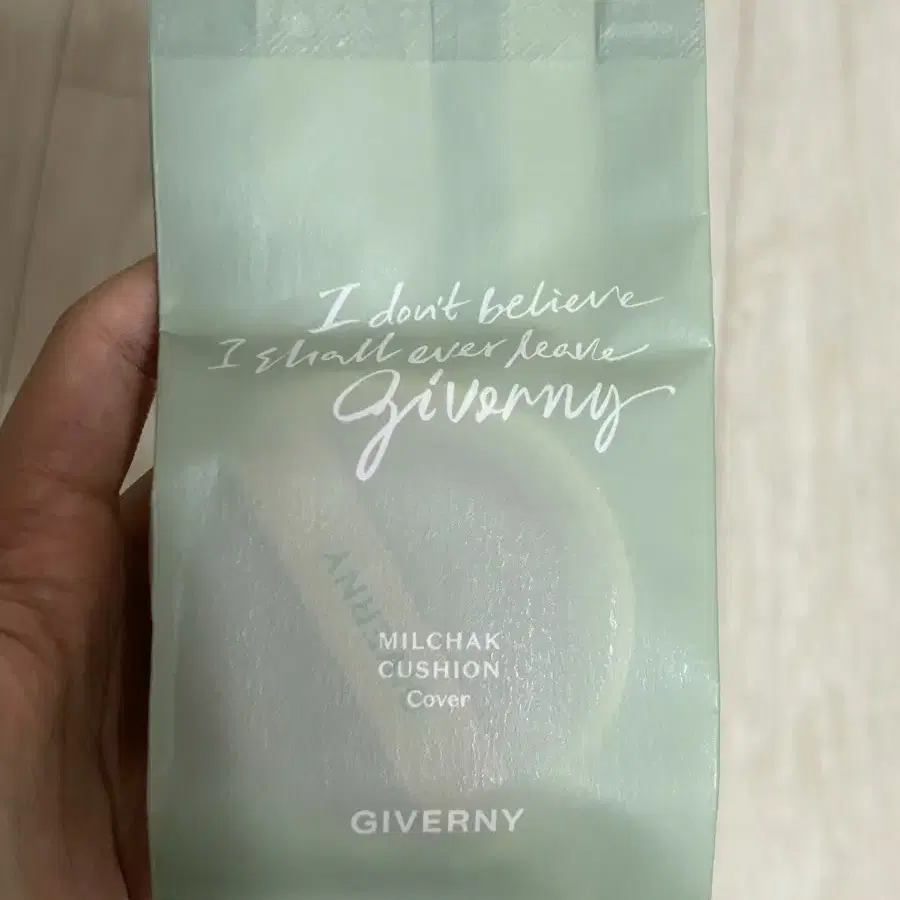 I don't believe
I shall ever leave
Giverny
MILCHAK
CUSHION
Cover
GIVERNY